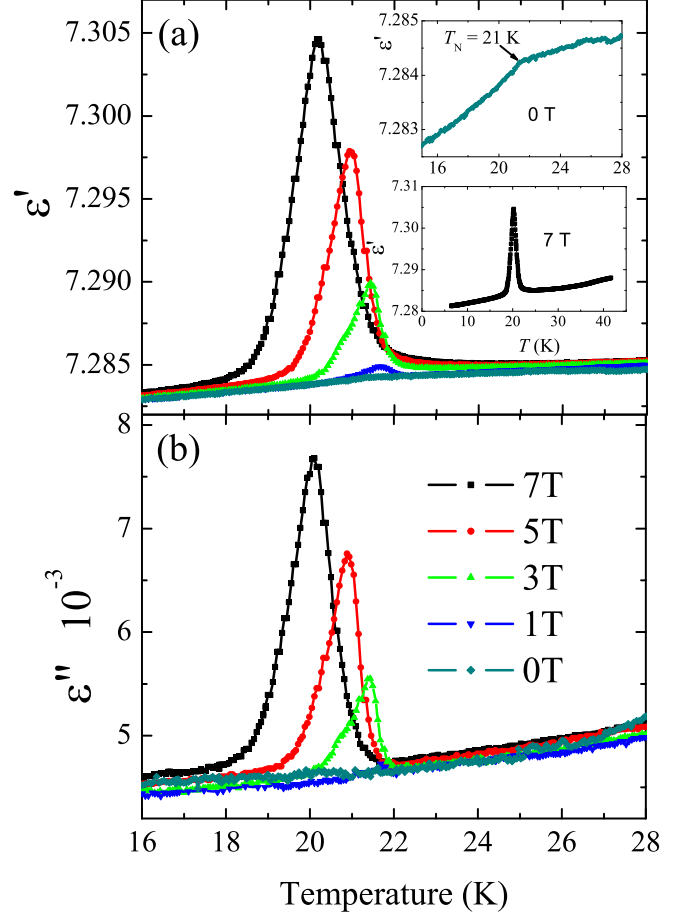 (a)
7.305
7.300
7.295
7.290
7.285
ε'
7.285
7.284
7.283
ε'
T_N = 21 K
0 T
16 20 24 28
7.31
7.30
7.29
7.28
ε'
7 T
0 10 20 30 40
T (K)
(b)
8
7
6
5
ε'' 10⁻³
7T
5T
3T
1T
0T
16 18 20 22 24 26 28
Temperature (K)